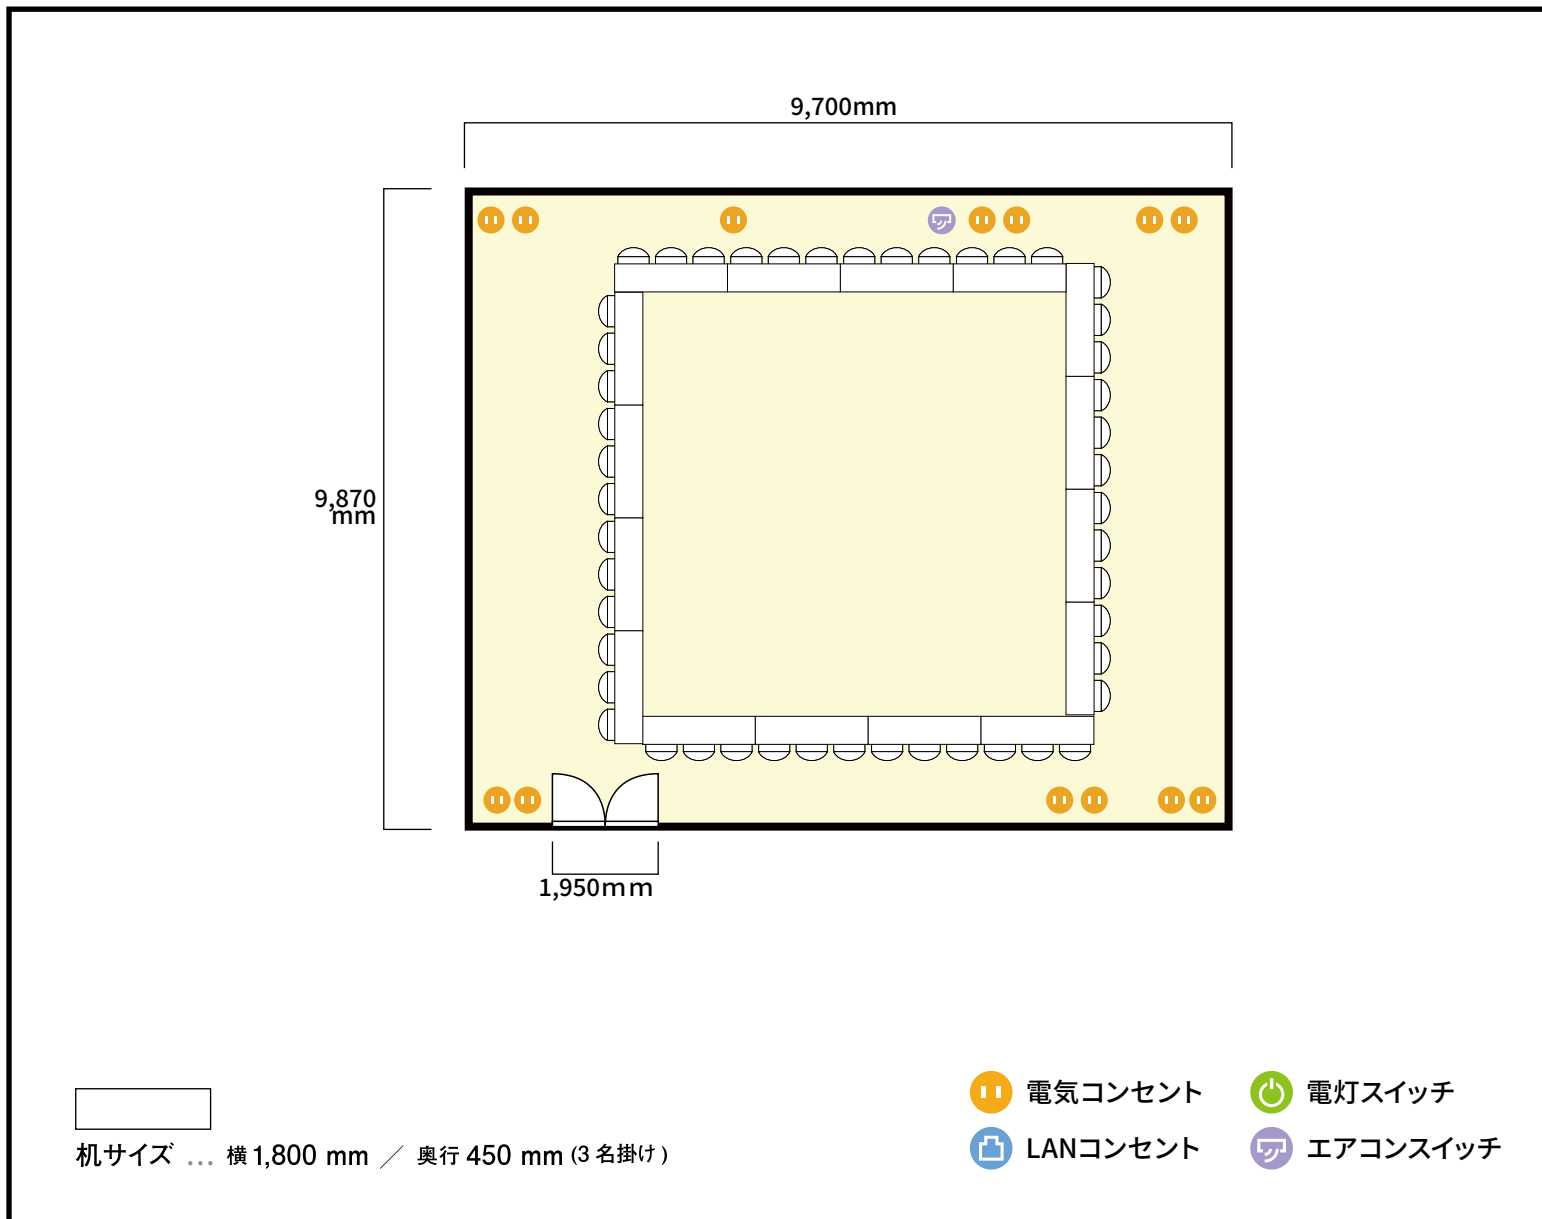 9,700mm
9,870
mm
1,950mm
電気コンセント
電灯スイッチ
LANコンセント
エアコンスイッチ
机サイズ … 横1,800 mm ／ 奥行 450 mm (3 名掛け)